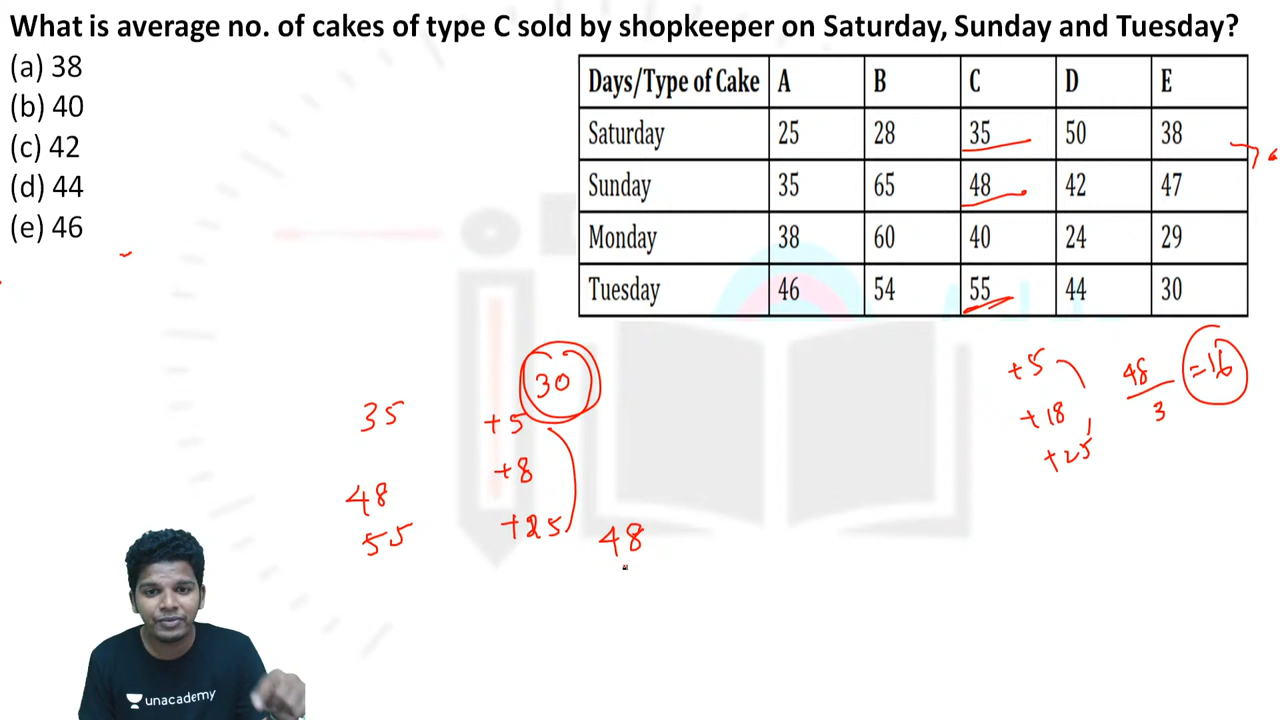 What is average no. of cakes of type C sold by shopkeeper on Saturday, Sunday and Tuesday?
(a) 38
(b) 40
(c) 42
(d) 44
(e) 46
Days/Type of Cake A B C D E
Saturday 25 28 35 50 38
Sunday 35 65 48 42 47
Monday 38 60 40 24 29
Tuesday 46 54 55 44 30
30
35 +5
+8
48
55 +25
48
+5
+18
+25
48
3
=16
unacademy